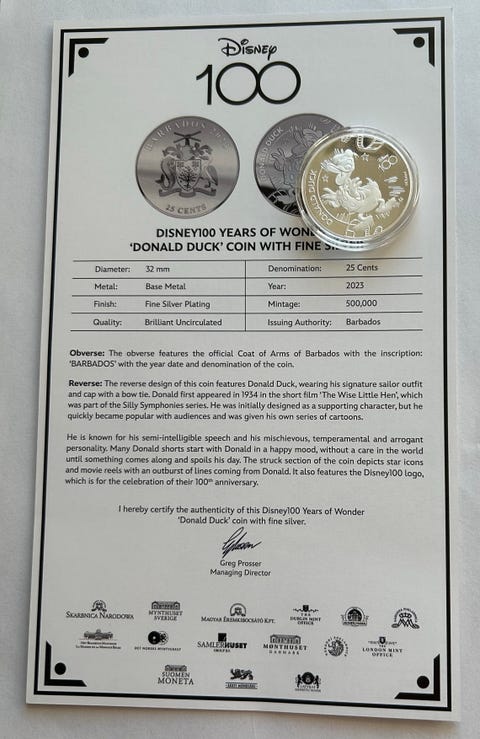 Disney
100
BARBADOS 2023
25 CENTS
DONALD DUCK
DONALD DUCK
100
DISNEY100 YEARS OF
'DONALD DUCK' COIN WITH FINE
Diameter: 32 mm Denomination: 25 Cents
Metal: Base Metal Year: 2023
Finish: Fine Silver Plating Mintage: 500,000
Quality: Brilliant Uncirculated Issuing Authority: Barbados
Obverse: The obverse features the official Coat of Arms of Barbados with the inscription:
'BARBADOS' with the year date and denomination of the coin.
Reverse: The reverse design of this coin features Donald Duck, wearing his signature sailor outfit
and cap with a bow tie. Donald first appeared in 1934 in the short film 'The Wise Little Hen', which
was part of the Silly Symphonies series. He was initially designed as a supporting character, but he
quickly became popular with audiences and was given his own series of cartoons.
He is known for his semi-intelligible speech and his mischievous, temperamental and arrogant
personality. Many Donald shorts start with Donald in a happy mood, without a care in the world
until something comes along and spoils his day. The struck section of the coin depicts star icons
and movie reels with an outburst of lines coming from Donald. It also features the Disney100 logo,
which is for the celebration of their 100th anniversary.
I hereby certify the authenticity of this Disney100 Years of Wonder
'Donald Duck' coin with fine silver.
Greg Prosser
Managing Director
SKARBNICA NARODOWA
MYNTHUSET
SVERIGE
MAGYAR ÉREMKIBOCSÁTÓ KFT.
THE
DUBLIN MINT
OFFICE
DET NORSKE MYNTHUSET
SAMLERHUSET
MØNTHUSET
DANMARK
THE LONDON MINT
OFFICE
SUOMEN
MONETA